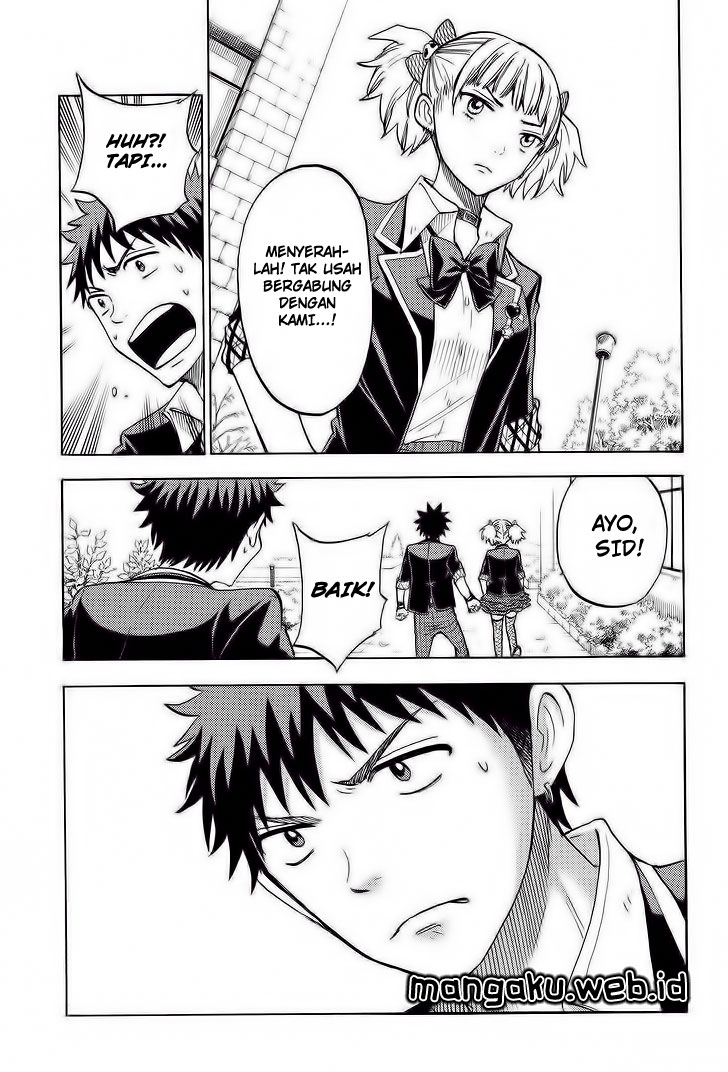 MENYERAH-
LAH! TAK USAH
BERGABUNG
DENGAN
KAMI...!
HUH?!
TAPI...
AYO,
SID!
BAIK!
mangaku.web.id